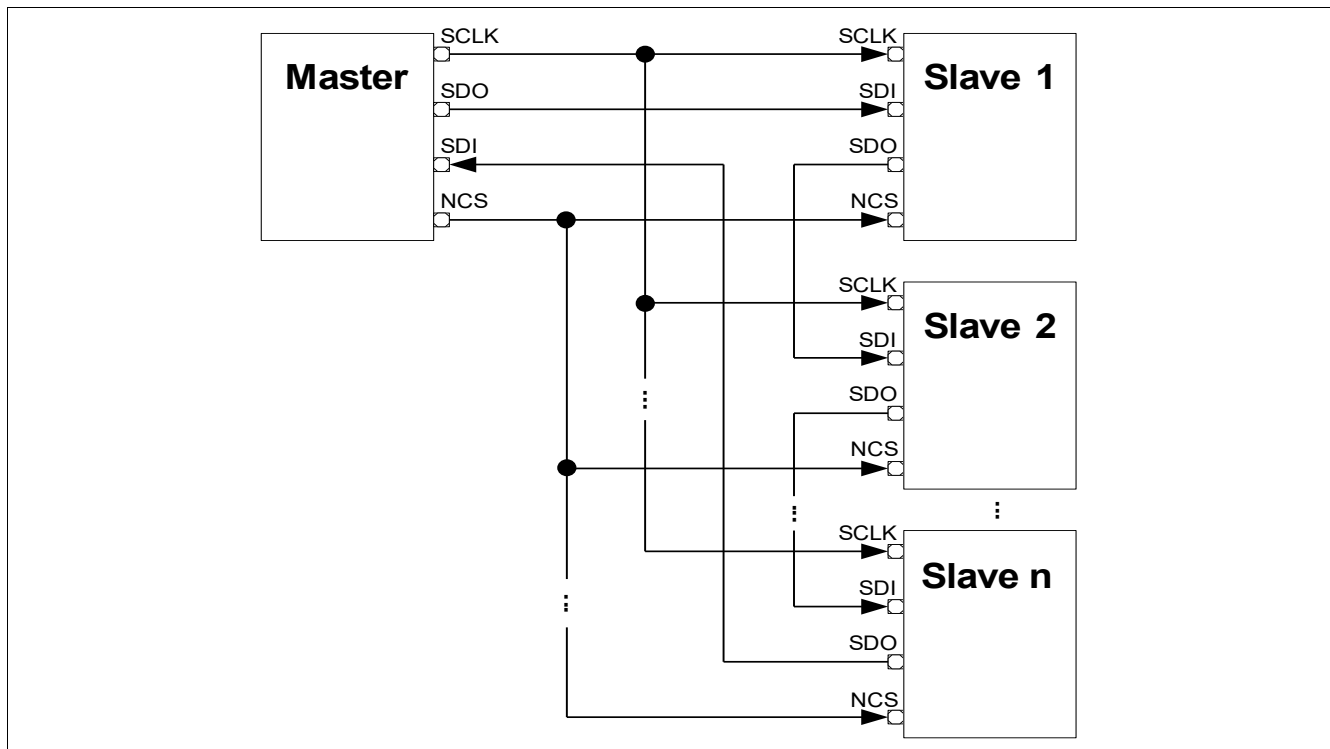 SCLK
Master
SDO
SDI
NCS
SCLK
Slave 1
SDI
SDO
NCS
SCLK
Slave 2
SDI
SDO
NCS
...
...
...
...
SCLK
Slave n
SDI
SDO
NCS